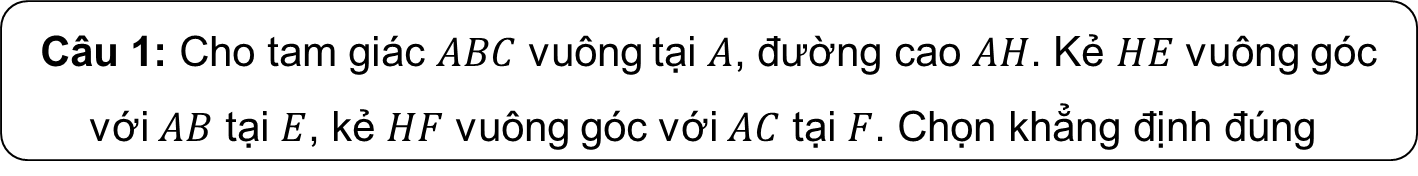 Câu 1: Cho tam giác ABC vuông tại A, đường cao AH. Kẻ HE vuông góc
với AB tại E, kẻ HF vuông góc với AC tại F. Chọn khẳng định đúng